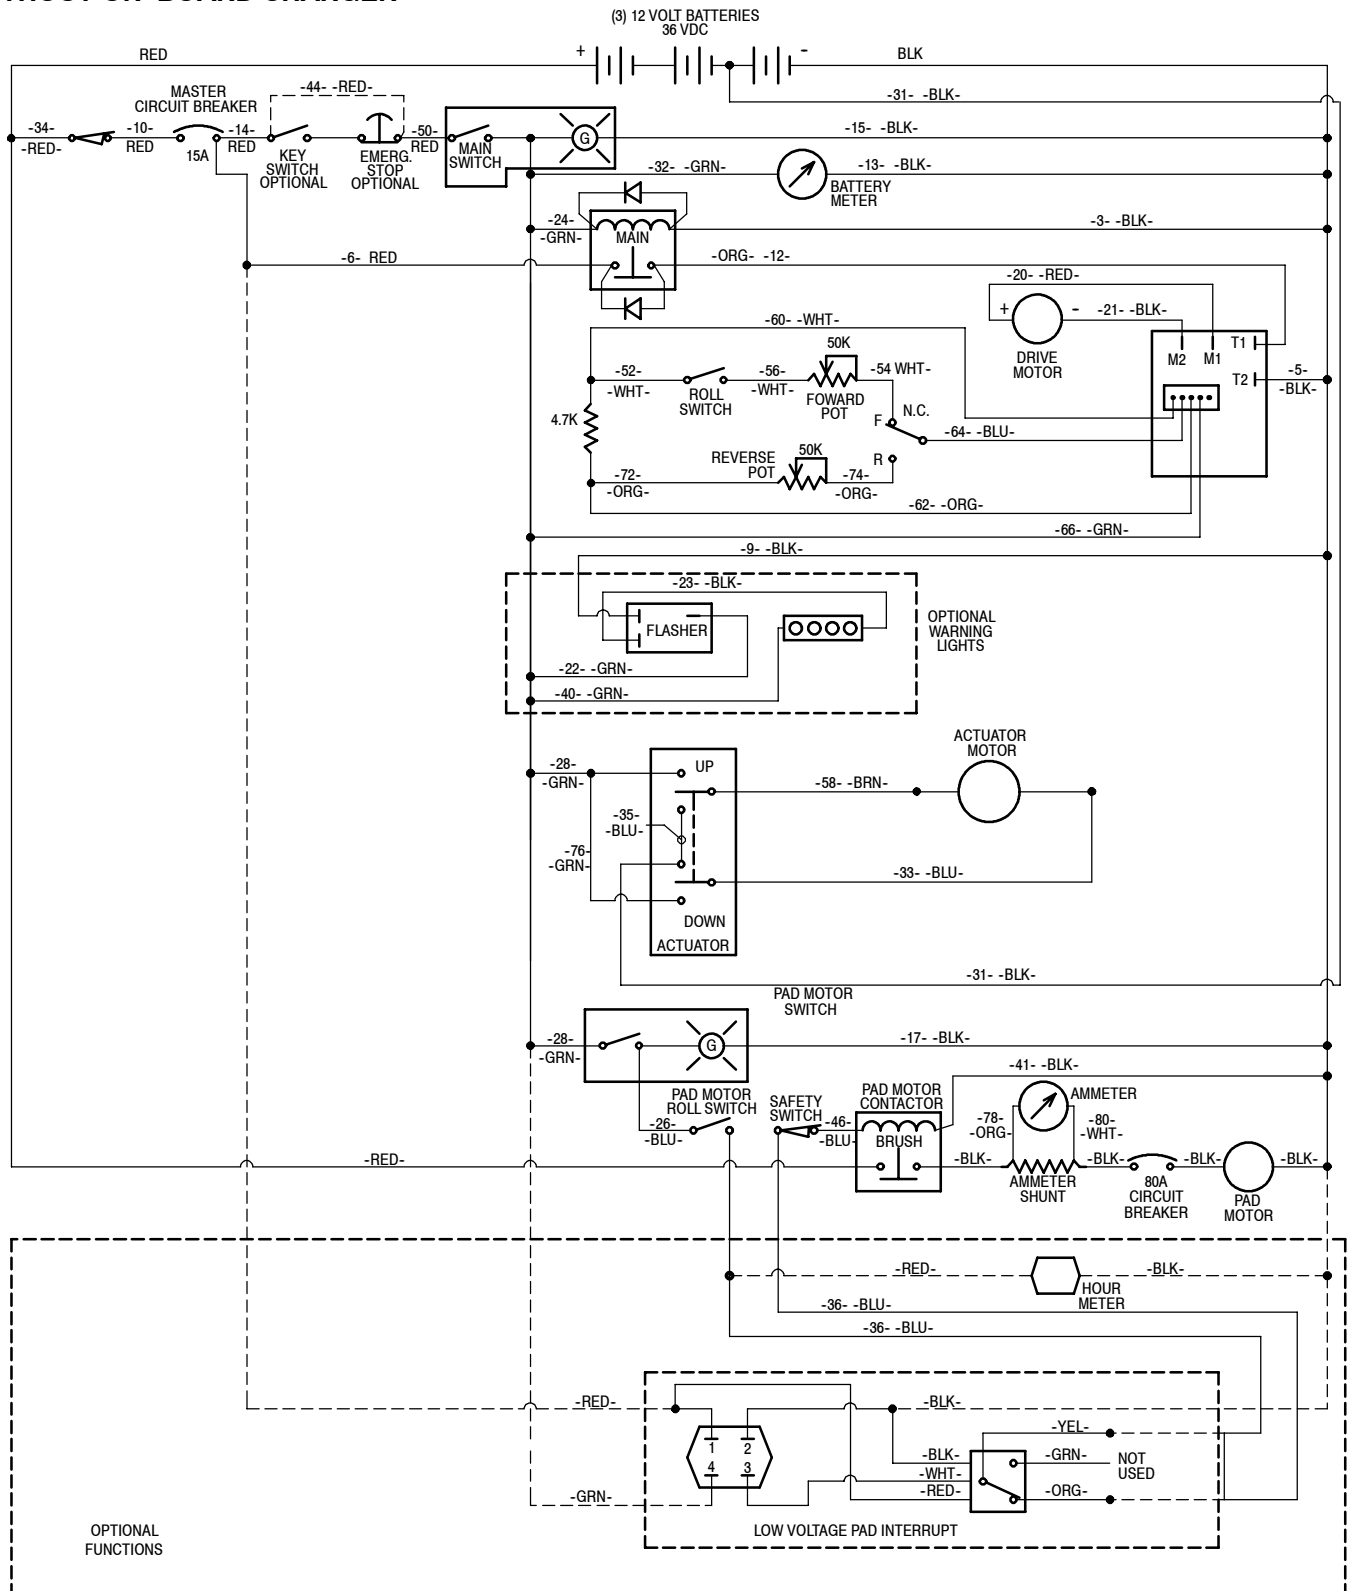 (3) 12 VOLT BATTERIES
36 VDC
+
-
RED
BLK
-31- -BLK-
MASTER
CIRCUIT BREAKER
-44- -RED-
-34-
-RED-
-10-
RED
15A
-14-
RED
KEY
SWITCH
OPTIONAL
EMERG.
STOP
OPTIONAL
-50-
RED
MAIN
SWITCH
G
-15- -BLK-
-32- -GRN-
BATTERY
METER
-13- -BLK-
-24-
-GRN-
MAIN
-3- -BLK-
-6- RED
-ORG- -12-
-20- -RED-
+
-
-21- -BLK-
DRIVE
MOTOR
M2
M1
T1
T2
-5-
-BLK-
-60- -WHT-
-52-
-WHT-
ROLL
SWITCH
-56-
-WHT-
50K
FOWARD
POT
-54 WHT-
4.7K
F
N.C.
-64- -BLU-
R
REVERSE
POT
50K
-72-
-ORG-
-74-
-ORG-
-62- -ORG-
-66- -GRN-
-9- -BLK-
-23- -BLK-
FLASHER
OPTIONAL
WARNING
LIGHTS
-22- -GRN-
-40- -GRN-
ACTUATOR
MOTOR
-28-
-GRN-
UP
-58- -BRN-
-35-
-BLU-
-76-
-GRN-
-33- -BLU-
DOWN
ACTUATOR
-31- -BLK-
PAD MOTOR
SWITCH
-28-
-GRN-
G
-17- -BLK-
-41- -BLK-
PAD MOTOR
ROLL SWITCH
-26-
-BLU-
SAFETY
SWITCH
-46-
-BLU-
PAD MOTOR
CONTACTOR
BRUSH
AMMETER
-78-
-ORG-
-80-
-WHT-
-RED-
-BLK-
AMMETER
SHUNT
-BLK-
80A
CIRCUIT
BREAKER
-BLK-
PAD
MOTOR
-BLK-
-RED-
HOUR
METER
-BLK-
-36- -BLU-
-36- -BLU-
-RED-
-BLK-
1
2
4
3
-YEL-
-BLK-
-GRN-
NOT
USED
-WHT-
-RED-
-ORG-
-GRN-
LOW VOLTAGE PAD INTERRUPT
OPTIONAL
FUNCTIONS